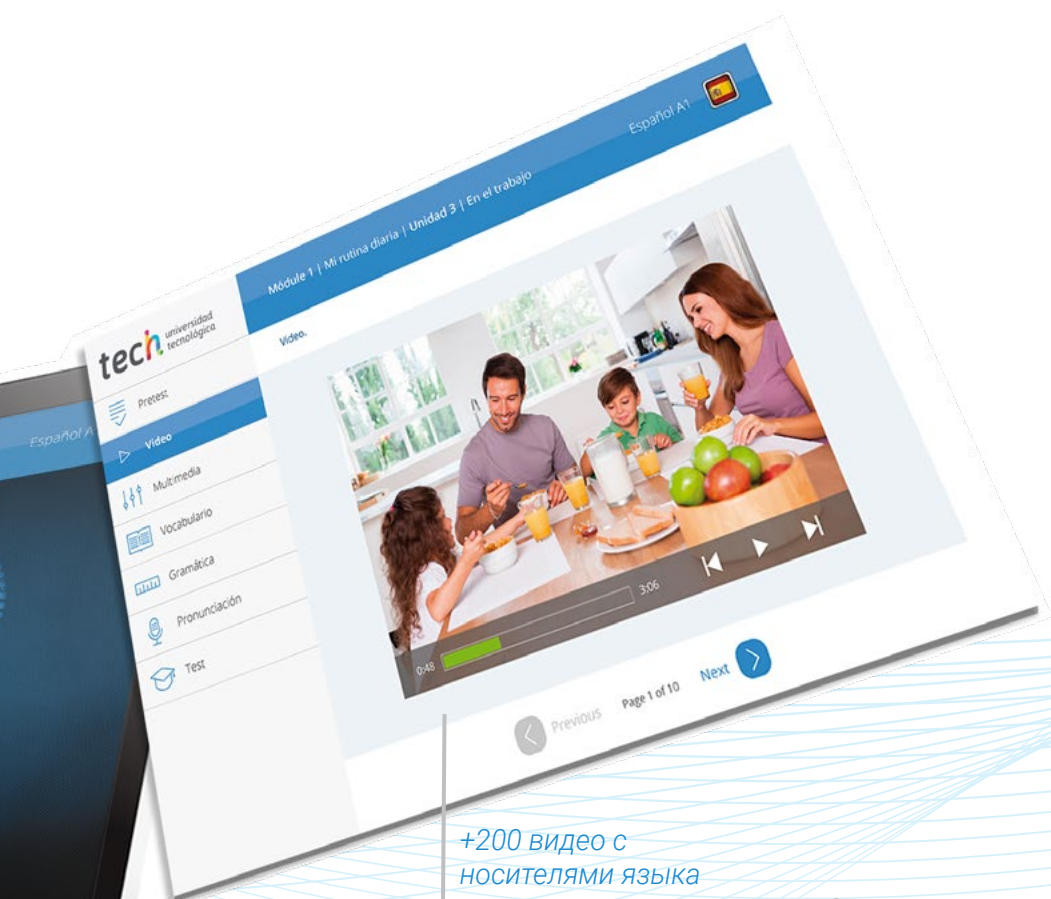 Español A1
Módule 1 | Mi rutina diaria | Unidad 3 | En el trabajo
tech universidad
tecnológica
Video.
Pretest
Video
Multimedia
Vocabulario
Gramática
Pronunciación
Test
0:48
3:06
Previous
Page 1 of 10
Next
Español A
+200 видео с
носителями языка